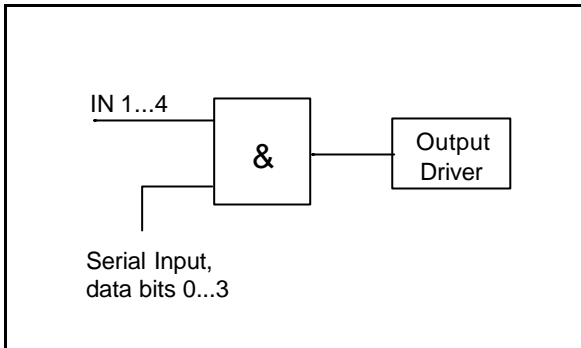 IN 1...4
&
Output
Driver
Serial Input,
data bits 0...3